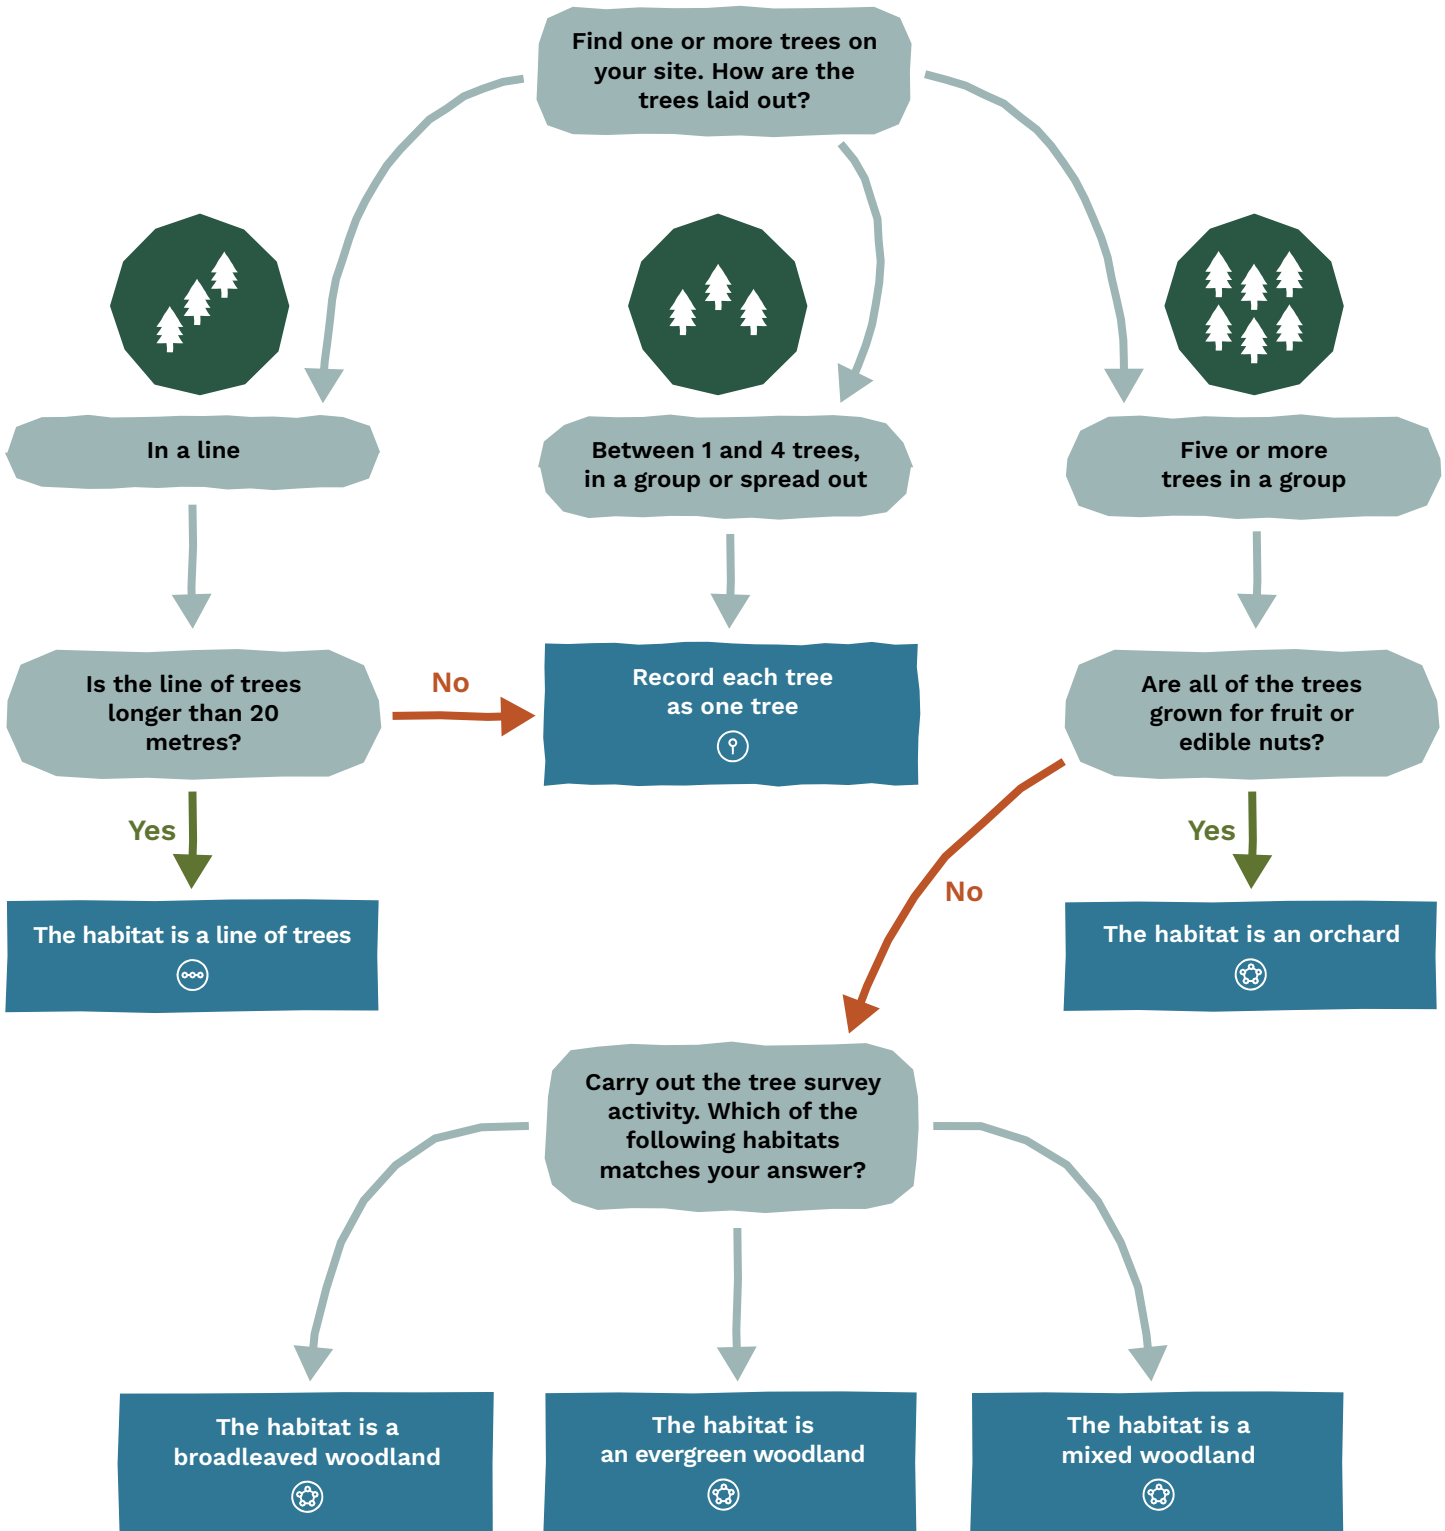 Find one or more trees on
your site. How are the
trees laid out?
In a line
Between 1 and 4 trees,
in a group or spread out
Five or more
trees in a group
Is the line of trees
longer than 20
metres?
No
Record each tree
as one tree
Are all of the trees
grown for fruit or
edible nuts?
Yes
Yes
No
The habitat is a line of trees
The habitat is an orchard
Carry out the tree survey
activity. Which of the
following habitats
matches your answer?
The habitat is a
broadleaved woodland
The habitat is
an evergreen woodland
The habitat is a
mixed woodland